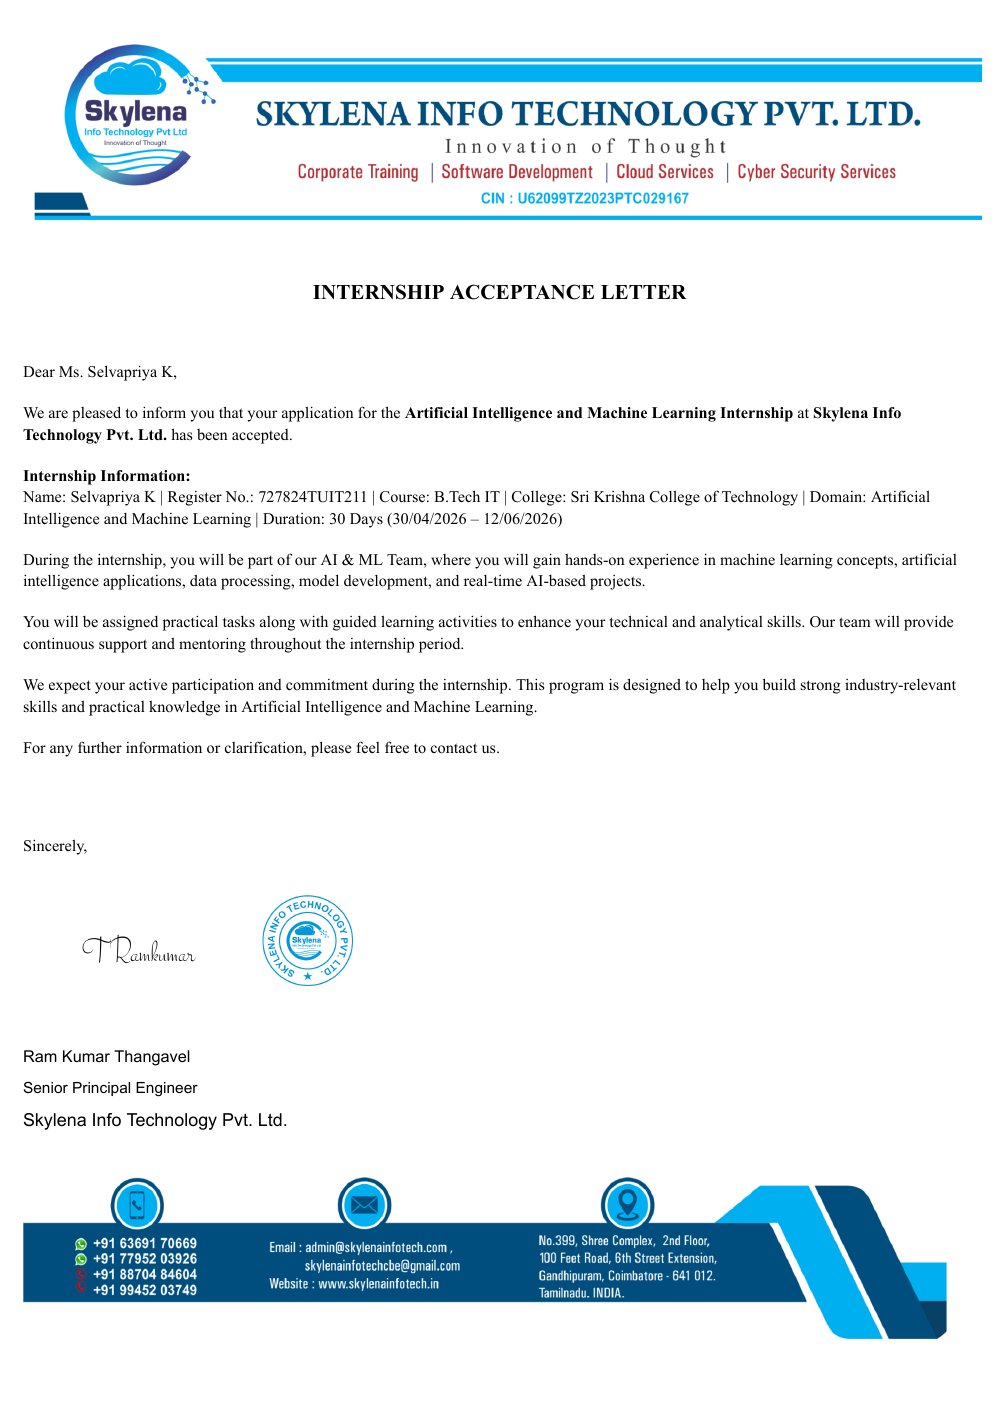 Skylena
Info Technology Pvt Ltd
Innovation of Thought
SKYLENA INFO TECHNOLOGY PVT. LTD.
Innovation of Thought
Corporate Training | Software Development | Cloud Services | Cyber Security Services
CIN : U62099TZ2023PTC029167
INTERNSHIP ACCEPTANCE LETTER
Dear Ms. Selvapriya K,
We are pleased to inform you that your application for the Artificial Intelligence and Machine Learning Internship at Skylena Info
Technology Pvt. Ltd. has been accepted.
Internship Information:
Name: Selvapriya K | Register No.: 727824TUIT211 | Course: B.Tech IT | College: Sri Krishna College of Technology | Domain: Artificial
Intelligence and Machine Learning | Duration: 30 Days (30/04/2026 – 12/06/2026)
During the internship, you will be part of our AI & ML Team, where you will gain hands-on experience in machine learning concepts, artificial
intelligence applications, data processing, model development, and real-time AI-based projects.
You will be assigned practical tasks along with guided learning activities to enhance your technical and analytical skills. Our team will provide
continuous support and mentoring throughout the internship period.
We expect your active participation and commitment during the internship. This program is designed to help you build strong industry-relevant
skills and practical knowledge in Artificial Intelligence and Machine Learning.
For any further information or clarification, please feel free to contact us.
Sincerely,
T Ramkumar
SKYLENA INFO TECHNOLOGY PVT. LTD.
Skylena
Ram Kumar Thangavel
Senior Principal Engineer
Skylena Info Technology Pvt. Ltd.
+91 63691 70669
+91 77952 03926
+91 88704 84604
+91 99452 03749
Email : admin@skylenainfotech.com ,
skylenainfotechcbe@gmail.com
Website : www.skylenainfotech.in
No.399, Shree Complex, 2nd Floor,
100 Feet Road, 6th Street Extension,
Gandhipuram, Coimbatore - 641 012.
Tamilnadu. INDIA.